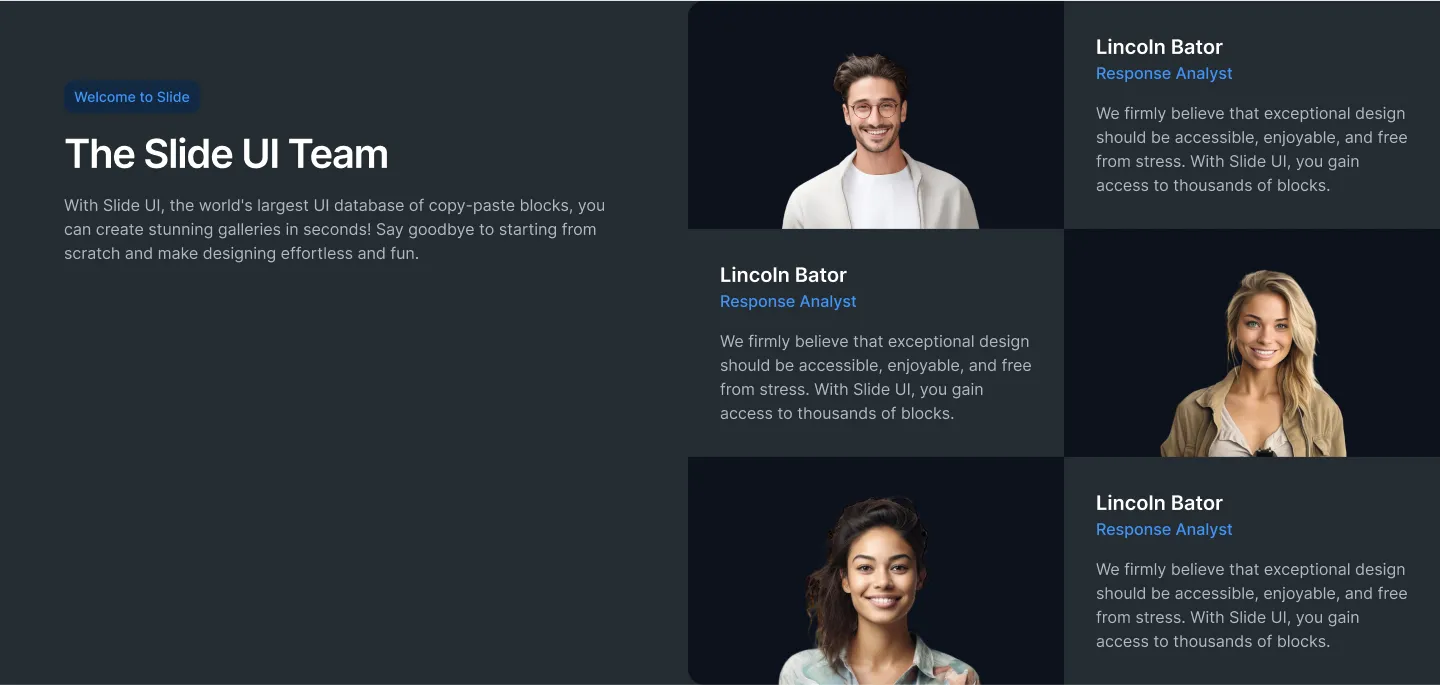 Welcome to Slide
The Slide UI Team
With Slide UI, the world's largest UI database of copy-paste blocks, you
can create stunning galleries in seconds! Say goodbye to starting from
scratch and make designing effortless and fun.
Lincoln Bator
Response Analyst
We firmly believe that exceptional design
should be accessible, enjoyable, and free
from stress. With Slide UI, you gain
access to thousands of blocks.
Lincoln Bator
Response Analyst
We firmly believe that exceptional design
should be accessible, enjoyable, and free
from stress. With Slide UI, you gain
access to thousands of blocks.
Lincoln Bator
Response Analyst
We firmly believe that exceptional design
should be accessible, enjoyable, and free
from stress. With Slide UI, you gain
access to thousands of blocks.